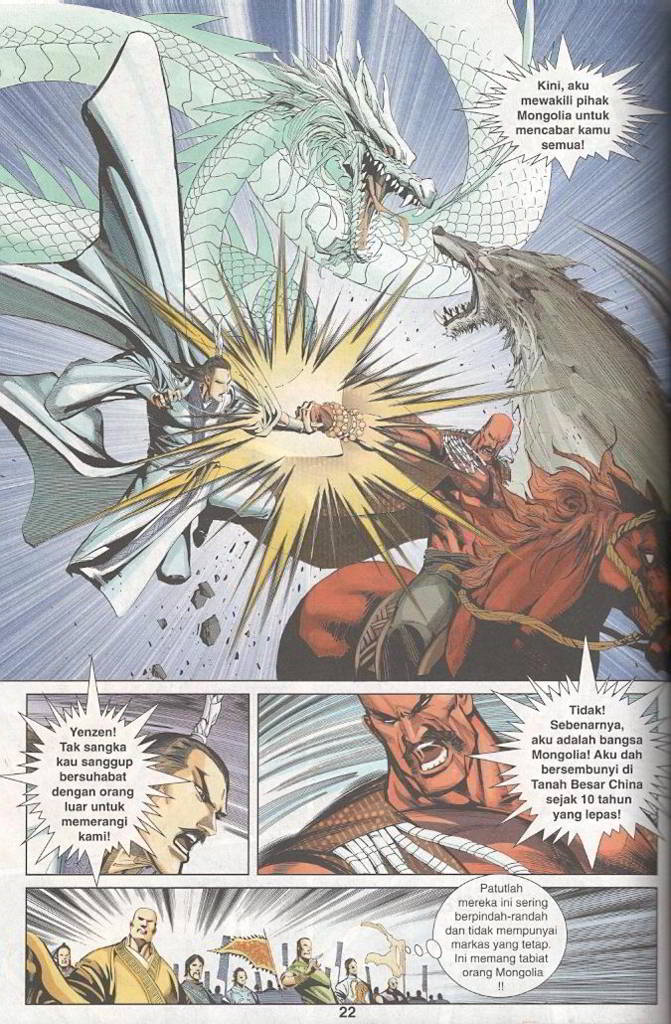 Kini, aku
mewakili pihak
Mongolia untuk
mencabar kamu
semua!
Yenzen!
Tak sangka
kau sanggup
bersuhabat
dengan orang
luar untuk
memerangi
kami!
Tidak!
Sebenarnya,
aku adalah bangsa
Mongolia! Aku dah
bersembunyi di
Tanah Besar China
sejak 10 tahun
yang lepas!
Patutlah
mereka ini sering
berpindah-randah
dan tidak mempunyai
markas yang tetap.
Ini memang tabiat
orang Mongolia
!!
22